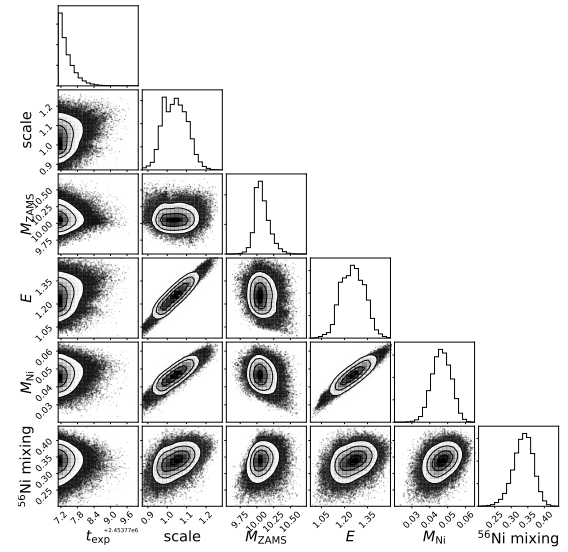 scale
1.2
1.1
1.0
0.9
M_ZAMS
10.50
10.25
10.00
9.75
E
1.35
1.20
1.05
M_Ni
0.06
0.05
0.04
0.03
⁵⁶Ni mixing
0.40
0.35
0.30
0.25
7.2 7.8 8.4 9.0 9.6
0.9 1.0 1.1 1.2
9.75 10.00 10.25 10.50
1.05 1.20 1.35
0.03 0.04 0.05 0.06
0.25 0.30 0.35 0.40
+2.45377e6
t_exp scale M_ZAMS E M_Ni ⁵⁶Ni mixing